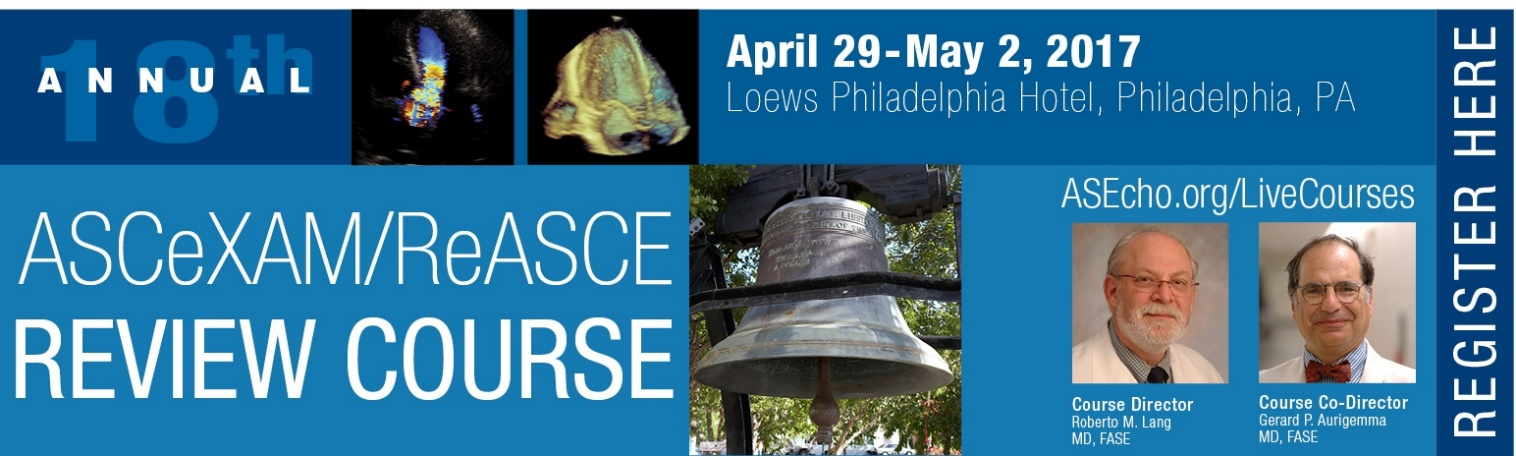 18th
ANNUAL
April 29-May 2, 2017
Loews Philadelphia Hotel, Philadelphia, PA
ASCeXAM/ReASCE
REVIEW COURSE
ASEcho.org/LiveCourses
Course Director
Roberto M. Lang
MD, FASE
Course Co-Director
Gerard P. Aurigemma
MD, FASE
REGISTER HERE